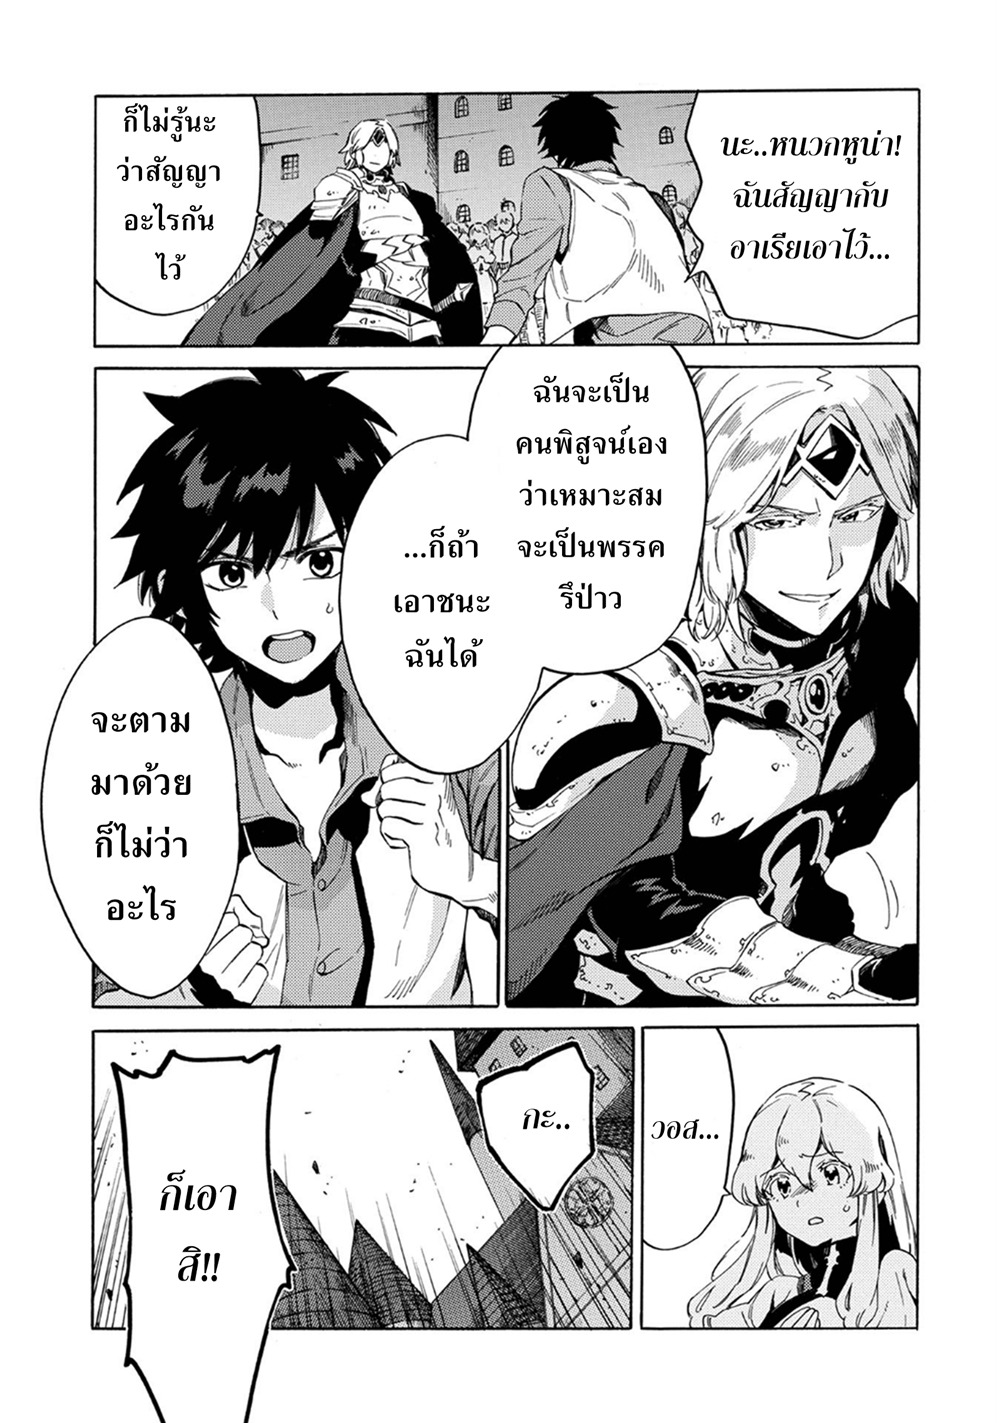 นะ..หนวกหูน่า!
ฉันสัญญากับ
อาเรียเอาไว้...
ก็ไม่รู้นะ
ว่าสัญญา
อะไรกัน
ไว้
ฉันจะเป็น
คนพิสูจน์เอง
ว่าเหมาะสม
จะเป็นพรรค
รึป่าว
...ก็ถ้า
เอาชนะ
ฉันได้
จะตาม
มาด้วย
ก็ไม่ว่า
อะไร
วอส...
กะ..
ก็เอา
สิ!!